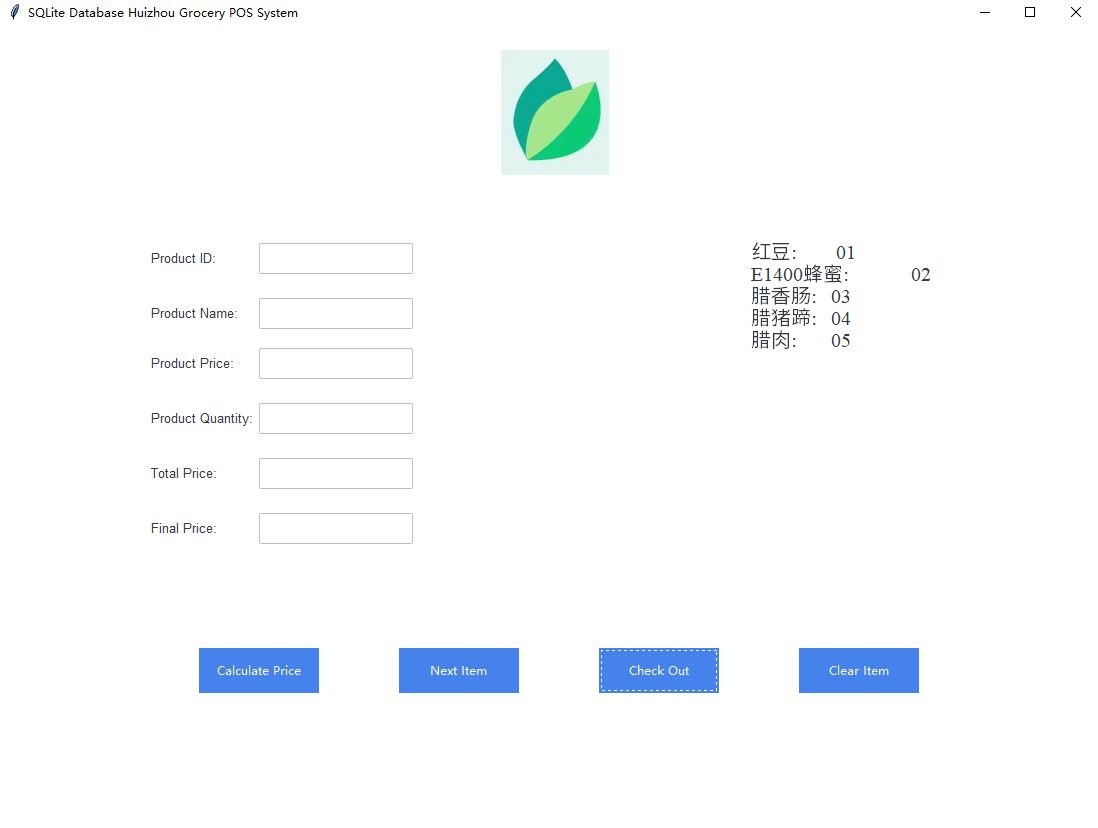 SQLite Database Huizhou Grocery POS System
Product ID:
Product Name:
Product Price:
Product Quantity:
Total Price:
Final Price:
红豆: 01
E1400蜂蜜: 02
腊香肠: 03
腊猪蹄: 04
腊肉: 05
Calculate Price
Next Item
Check Out
Clear Item